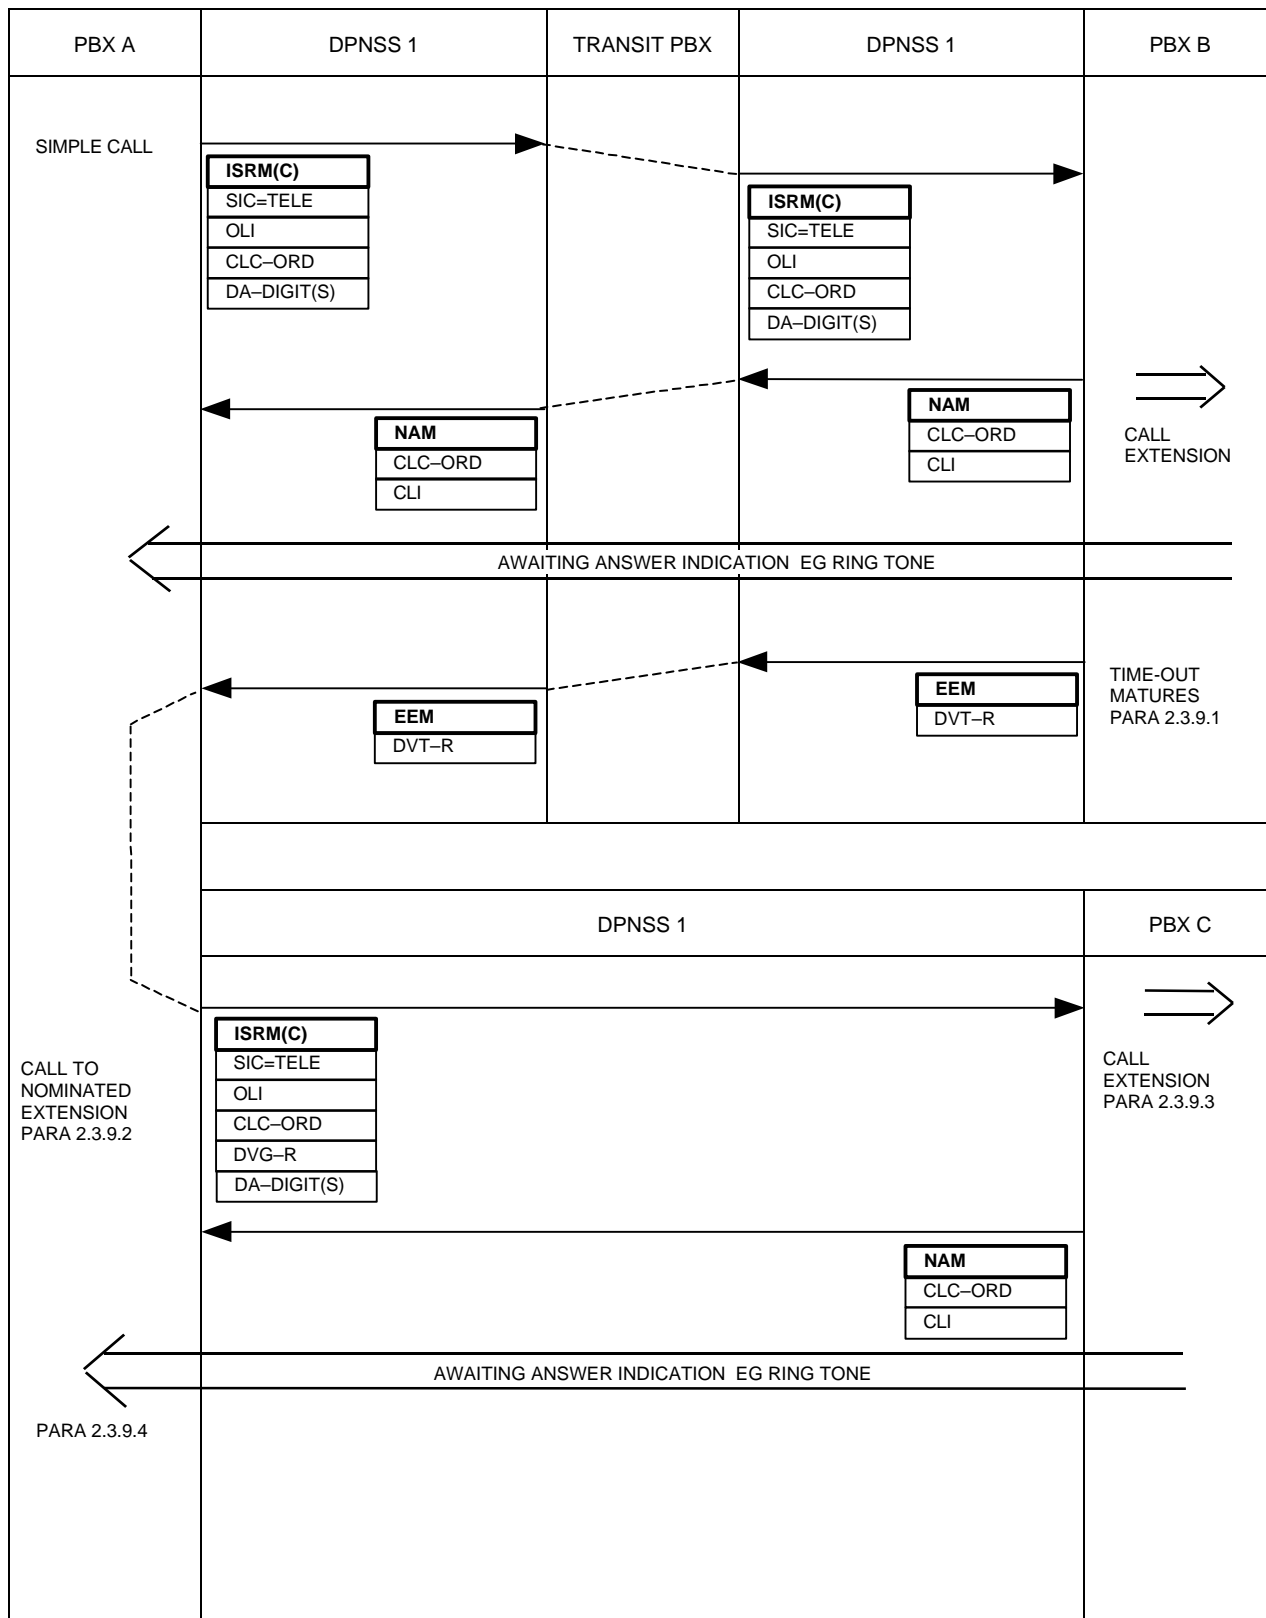 PBX A
DPNSS 1
TRANSIT PBX
DPNSS 1
PBX B
SIMPLE CALL
ISRM(C)
SIC=TELE
OLI
CLC–ORD
DA–DIGIT(S)
ISRM(C)
SIC=TELE
OLI
CLC–ORD
DA–DIGIT(S)
NAM
CLC–ORD
CLI
NAM
CLC–ORD
CLI
CALL
EXTENSION
AWAITING ANSWER INDICATION EG RING TONE
EEM
DVT–R
EEM
DVT–R
TIME-OUT
MATURES
PARA 2.3.9.1
DPNSS 1
PBX C
CALL TO
NOMINATED
EXTENSION
PARA 2.3.9.2
ISRM(C)
SIC=TELE
OLI
CLC–ORD
DVG–R
DA–DIGIT(S)
CALL
EXTENSION
PARA 2.3.9.3
NAM
CLC–ORD
CLI
AWAITING ANSWER INDICATION EG RING TONE
PARA 2.3.9.4